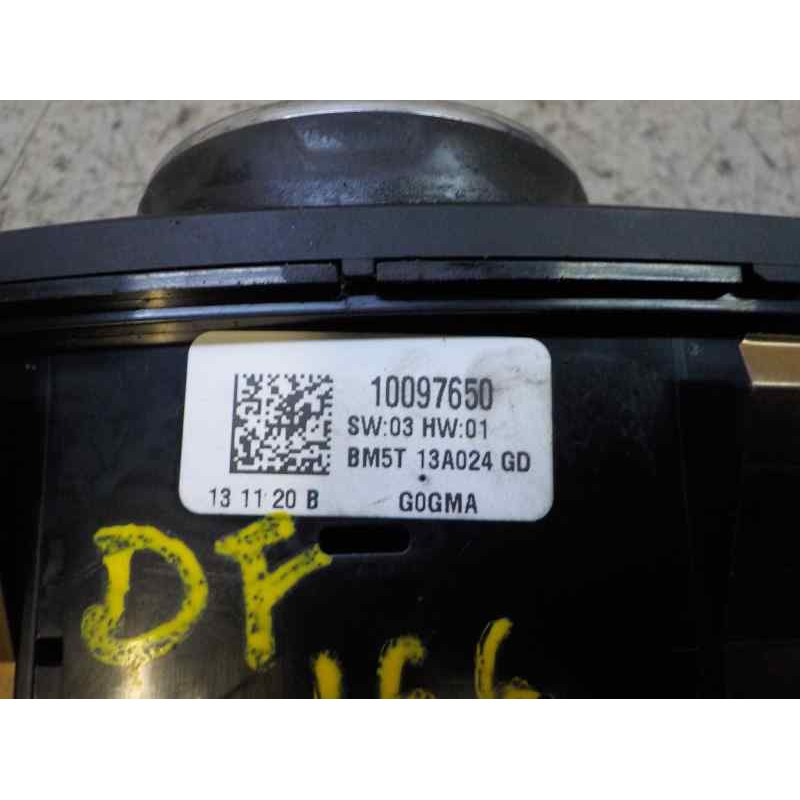 10097650
SW:03 HW:01
BM5T 13A024 GD
13 11 20 B G0GMA
DF
166